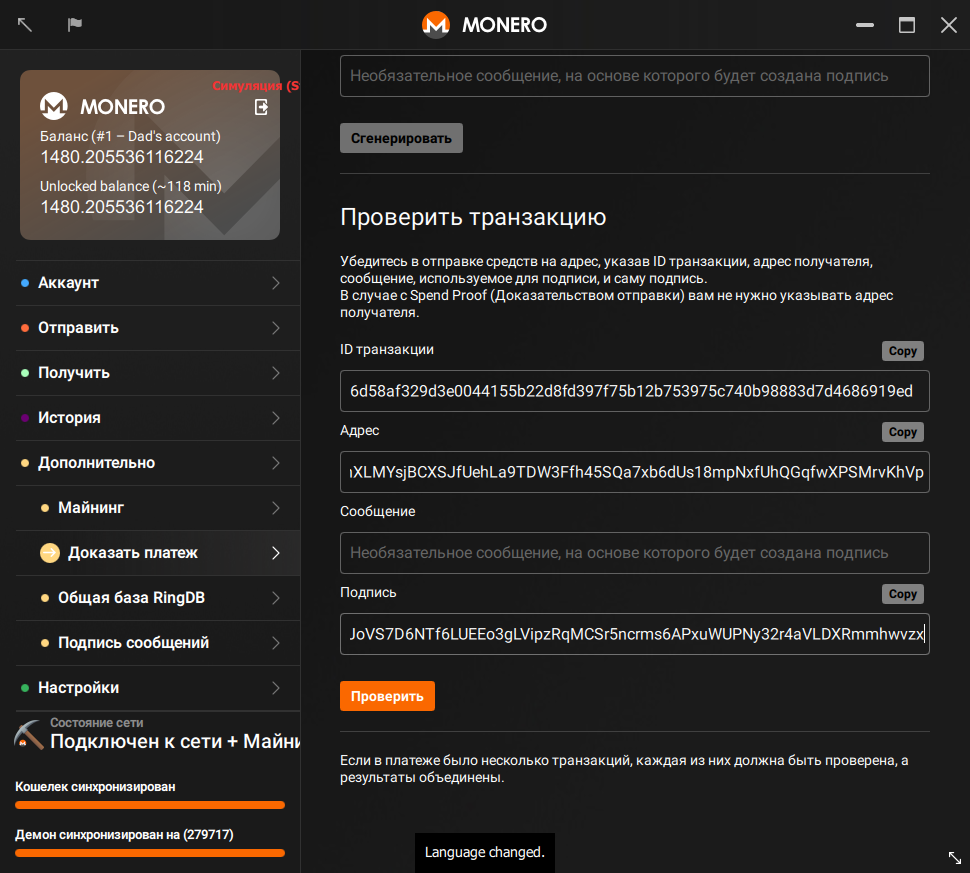 MONERO
Симуляция (S
MONERO
Баланс (#1 – Dad's account)
1480.205536116224
Unlocked balance (~118 min)
1480.205536116224
Аккаунт
Отправить
Получить
История
Дополнительно
Майнинг
Доказать платеж
Общая база RingDB
Подпись сообщений
Настройки
Состояние сети
Подключен к сети + Майни
Кошелек синхронизирован
Демон синхронизирован на (279717)
Необязательное сообщение, на основе которого будет создана подпись
Сгенерировать
Проверить транзакцию
Убедитесь в отправке средств на адрес, указав ID транзакции, адрес получателя,
сообщение, используемое для подписи, и саму подпись.
В случае с Spend Proof (Доказательством отправки) вам не нужно указывать адрес
получателя.
ID транзакции
Copy
6d58af329d3e0044155b22d8fd397f75b12b753975c740b98883d7d4686919ed
Адрес
Copy
XLMYsjBCXSJfUehLa9TDW3Ffh45SQa7xb6dUs18mpNxfUhQGqfwXPSMrvKhVp
Сообщение
Необязательное сообщение, на основе которого будет создана подпись
Подпись
Copy
JoVS7D6NTf6LUEEo3gLVipzRqMCSr5ncrms6APxuWUPNy32r4aVLDXRmmhwvzx
Проверить
Если в платеже было несколько транзакций, каждая из них должна быть проверена, а
результаты объединены.
Language changed.